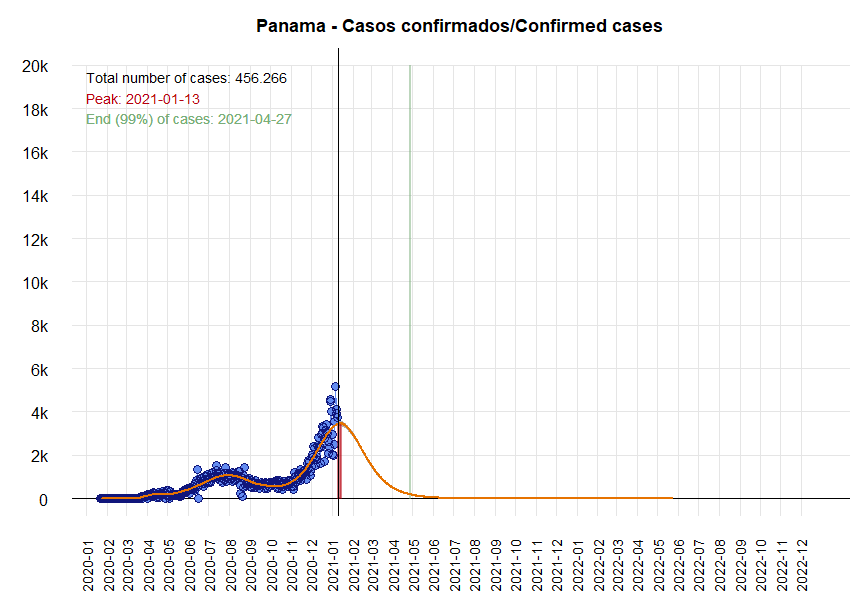 Panama - Casos confirmados/Confirmed cases
20k
18k
16k
14k
12k
10k
8k
6k
4k
2k
0
Total number of cases: 456.266
Peak: 2021-01-13
End (99%) of cases: 2021-04-27
2020-01
2020-02
2020-03
2020-04
2020-05
2020-06
2020-07
2020-08
2020-09
2020-10
2020-11
2020-12
2021-01
2021-02
2021-03
2021-04
2021-05
2021-06
2021-07
2021-08
2021-09
2021-10
2021-11
2021-12
2022-01
2022-02
2022-03
2022-04
2022-05
2022-06
2022-07
2022-08
2022-09
2022-10
2022-11
2022-12